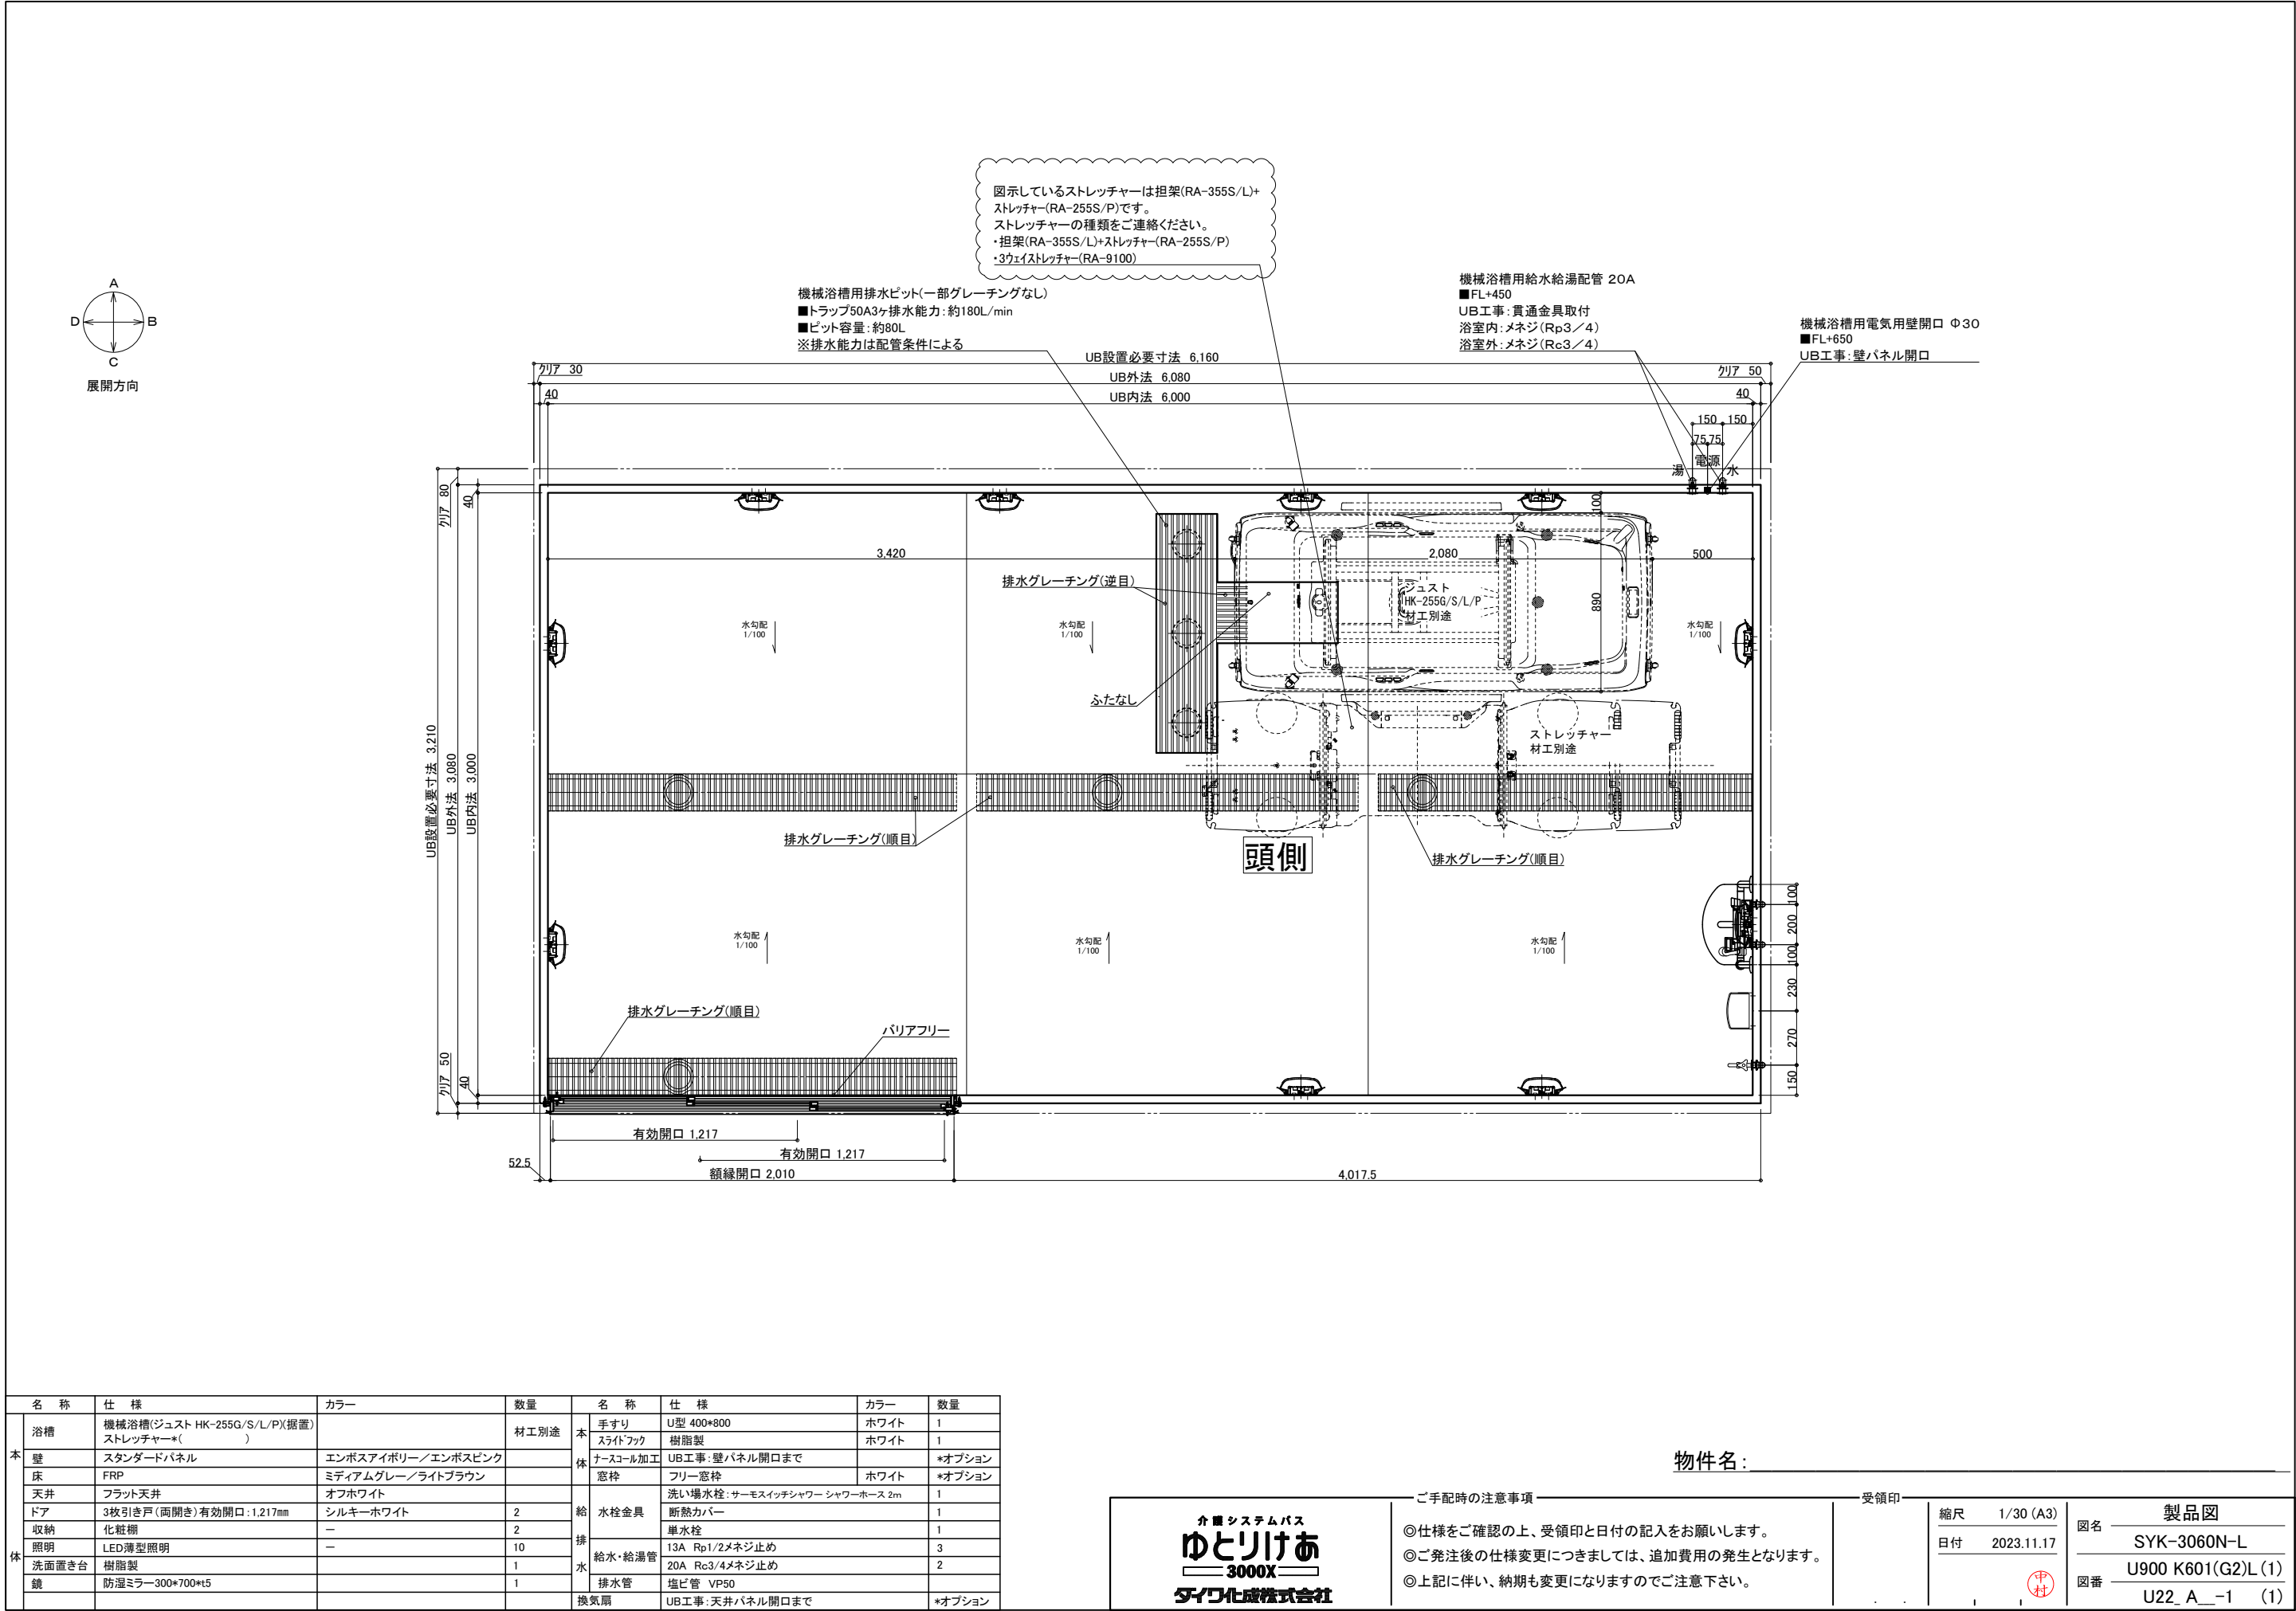 図示しているストレッチャーは担架(RA-355S/L)+
ストレッチャー(RA-255S/P)です。
ストレッチャーの種類をご連絡ください。
・担架(RA-355S/L)+ストレッチャー(RA-255S/P)
・3ウェイストレッチャー(RA-9100)
A
D
B
C
展開方向
機械浴槽用排水ピット(一部グレーチングなし)
■トラップ50A3ヶ排水能力:約180L/min
■ピット容量:約80L
※排水能力は配管条件による
機械浴槽用給水給湯配管 20A
■FL+450
UB工事:貫通金具取付
浴室内:メネジ(Rp3/4)
浴室外:メネジ(Rc3/4)
機械浴槽用電気用壁開口 Φ30
■FL+650
UB工事:壁パネル開口
UB設置必要寸法 6,160
クリア 30
UB外法 6,080
クリア 50
40
UB内法 6,000
40
150
150
75
75
湯
電源
水
クリア 80
40
100
3,420
2,080
500
排水グレーチング(逆目)
ジュスト
HK-255G/S/L/P
材工別途
890
水勾配
1/100
水勾配
1/100
水勾配
1/100
ふたなし
ストレッチャー
材工別途
UB設置必要寸法 3,210
UB外法 3,080
UB内法 3,000
排水グレーチング(順目)
頭側
排水グレーチング(順目)
100
200
100
230
270
150
水勾配
1/100
水勾配
1/100
水勾配
1/100
排水グレーチング(順目)
バリアフリー
クリア 50
40
有効開口 1,217
有効開口 1,217
52.5
額縁開口 2,010
4,017.5
名 称 仕 様 カラー 数量 名 称 仕 様 カラー 数量
本体
浴槽 機械浴槽(ジュスト HK-255G/S/L/P)(据置)
ストレッチャー*( ) 材工別途
壁 スタンダードパネル エンボスアイボリー/エンボスピンク
床 FRP ミディアムグレー/ライトブラウン
天井 フラット天井 オフホワイト
ドア 3枚引き戸(両開き)有効開口:1,217mm シルキーホワイト 2
収納 化粧棚 ー 2
照明 LED薄型照明 ー 10
洗面置き台 樹脂製 1
鏡 防湿ミラー300*700*t5 1
本体
手すり U型 400*800 ホワイト 1
スライドフック 樹脂製 ホワイト 1
ナースコール加工 UB工事:壁パネル開口まで *オプション
窓枠 フリー窓枠 ホワイト *オプション
給排水
水栓金具 洗い場水栓:サーモスイッチシャワー シャワーホース 2m 1
断熱カバー 1
単水栓 1
給水・給湯管 13A Rp1/2メネジ止め 3
20A Rc3/4メネジ止め 2
排水管 塩ビ管 VP50
換気扇 UB工事:天井パネル開口まで *オプション
物件名:
介護システムバス
ゆとりけあ
3000X
ダイワ化成株式会社
ご手配時の注意事項
◎仕様をご確認の上、受領印と日付の記入をお願いします。
◎ご発注後の仕様変更につきましては、追加費用の発生となります。
◎上記に伴い、納期も変更になりますのでご注意下さい。
受領印
縮尺 1/30 (A3)
日付 2023.11.17
中村
図名 製品図
SYK-3060N-L
図番 U900 K601(G2)L(1)
U22_A__-1 (1)